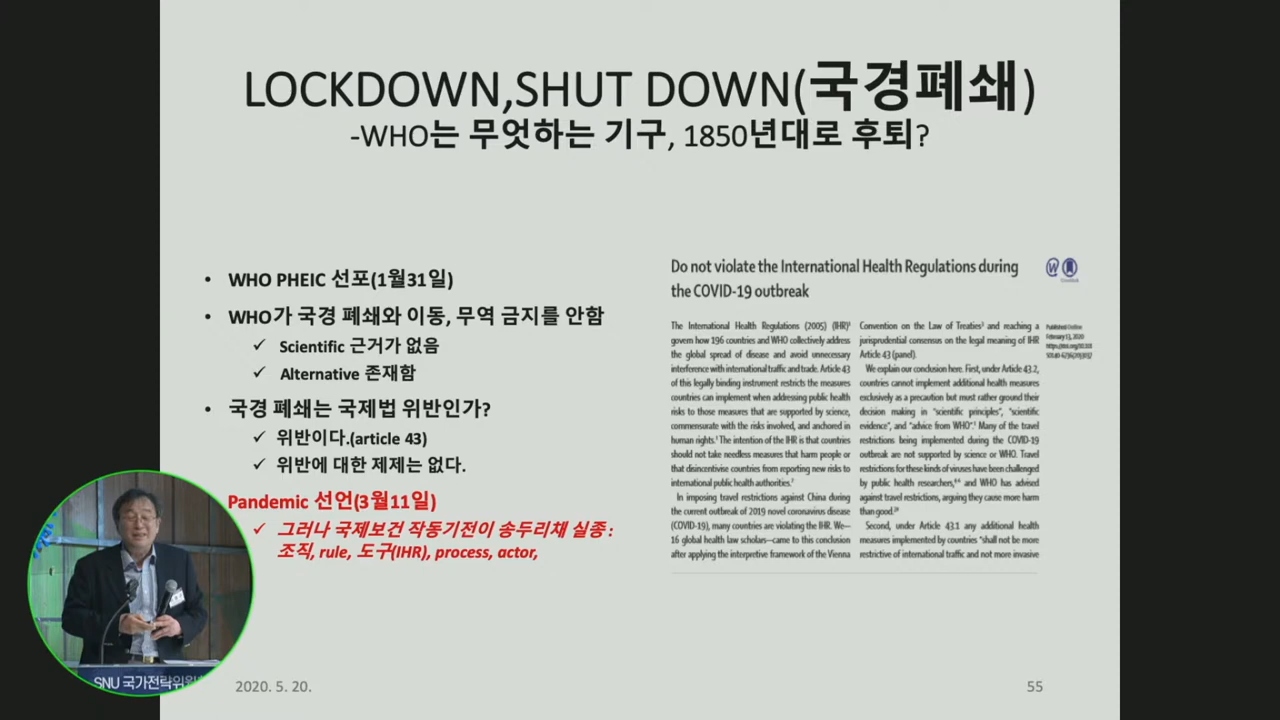 LOCKDOWN,SHUT DOWN(국경폐쇄)
-WHO는 무엇하는 기구, 1850년대로 후퇴?
• WHO PHEIC 선포(1월31일)
• WHO가 국경 폐쇄와 이동, 무역 금지를 안함
✓ Scientific 근거가 없음
✓ Alternative 존재함
• 국경 폐쇄는 국제법 위반인가?
✓ 위반이다.(article 43)
✓ 위반에 대한 제제는 없다.
Pandemic 선언(3월11일)
✓ 그러나 국제보건 작동기전이 송두리채 실종 :
조직, rule, 도구(IHR), process, actor,
Do not violate the International Health Regulations during
the COVID-19 outbreak
The International Health Regulations (2005) (IHR)¹
govern how 196 countries and WHO collectively address
the global spread of disease and avoid unnecessary
interference with international traffic and trade. Article 43
of this legally binding instrument restricts the measures
countries can implement when addressing public health
risks to those measures that are supported by science,
commensurate with the risks involved, and anchored in
human rights.¹ The intention of the IHR is that countries
should not take needless measures that harm people or
that disincentivise countries from reporting new risks to
international public health authorities.²
In imposing travel restrictions against China during
the current outbreak of 2019 novel coronavirus disease
(COVID-19), many countries are violating the IHR. We—
16 global health law scholars—came to this conclusion
after applying the interpretive framework of the Vienna
Convention on the Law of Treaties³ and reaching a
jurisprudential consensus on the legal meaning of IHR
Article 43 (panel).
We explain our conclusion here. First, under Article 43.2,
countries cannot implement additional health measures
exclusively as a precaution but must rather ground their
decision making in "scientific principles", "scientific
evidence", and "advice from WHO".¹ Many of the travel
restrictions being implemented during the COVID-19
outbreak are not supported by science or WHO. Travel
restrictions for these kinds of viruses have been challenged
by public health researchers, and WHO has advised
against travel restrictions, arguing they cause more harm
than good.
Second, under Article 43.1 any additional health
measures implemented by countries "shall not be more
restrictive of international traffic and not more invasive
Published Online
February 13, 2020
SNU 국가전략위원회
2020. 5. 20.
55